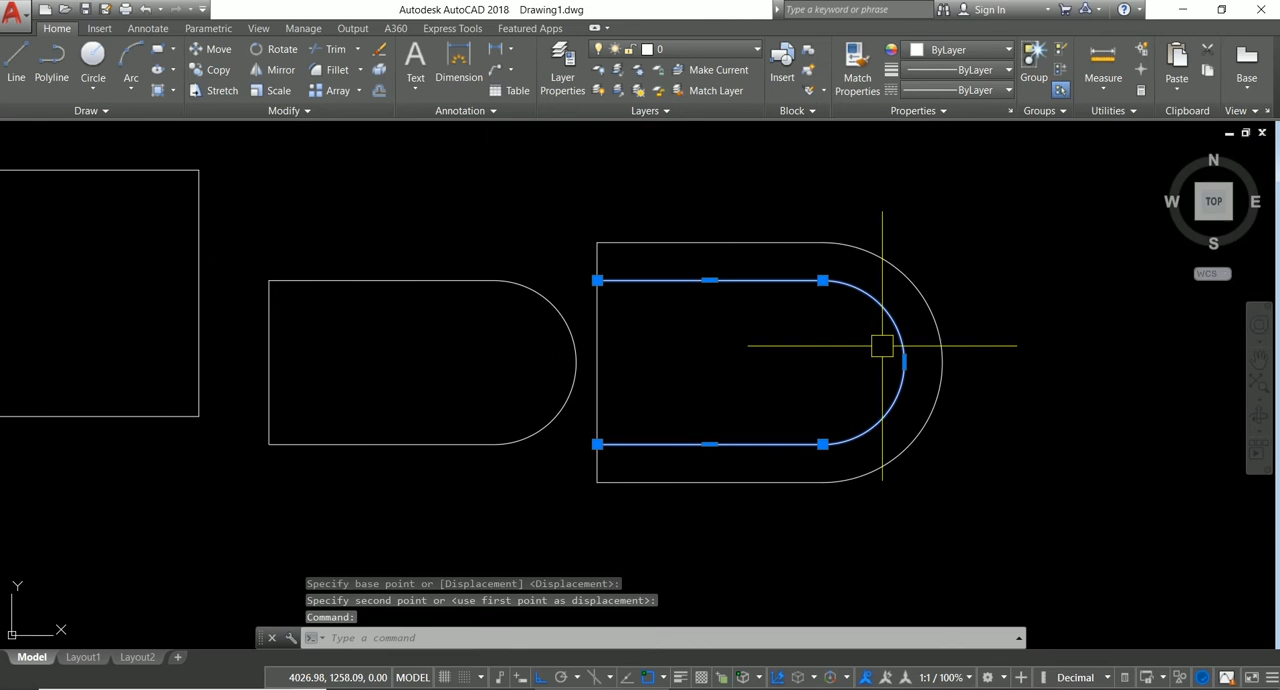 Autodesk AutoCAD 2018 Drawing1.dwg
Type a keyword or phrase
Sign In
Home Insert Annotate Parametric View Manage Output A360 Express Tools Featured Apps
Line Polyline Circle Arc
Move Rotate Trim
Copy Mirror Fillet
Stretch Scale Array
Text Dimension Table
Layer Properties
0
Make Current
Match Layer
Insert
Match Properties
ByLayer
ByLayer
ByLayer
Group Measure Paste Base
Draw Modify Annotation Layers Block Properties Groups Utilities Clipboard View
N
W TOP E
S
WCS
Y
X
Specify base point or [Displacement] <Displacement>:
Specify second point or <use first point as displacement>:
Command:
Type a command
Model Layout1 Layout2 +
4026.98, 1258.09, 0.00 MODEL 1:1 / 100% Decimal